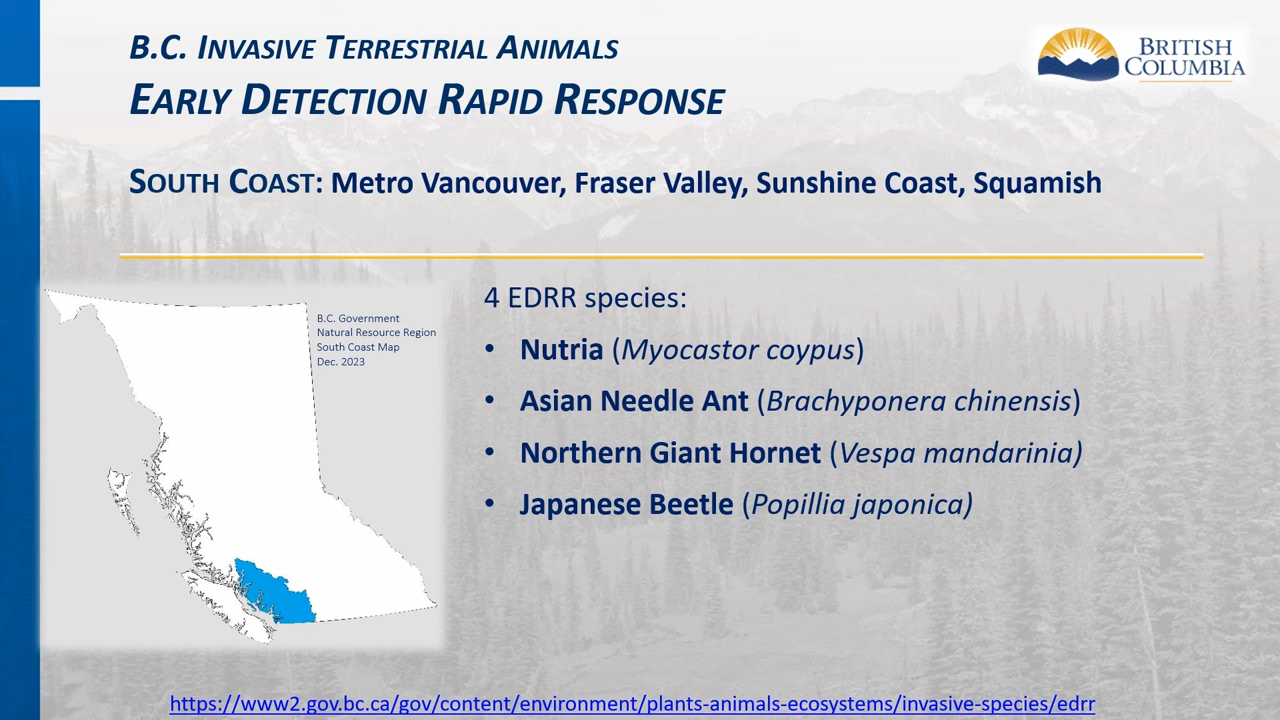 B.C. INVASIVE TERRESTRIAL ANIMALS
EARLY DETECTION RAPID RESPONSE
BRITISH
COLUMBIA
SOUTH COAST: Metro Vancouver, Fraser Valley, Sunshine Coast, Squamish
B.C. Government
Natural Resource Region
South Coast Map
Dec. 2023
4 EDRR species:
• Nutria (Myocastor coypus)
• Asian Needle Ant (Brachyponera chinensis)
• Northern Giant Hornet (Vespa mandarinia)
• Japanese Beetle (Popillia japonica)
https://www2.gov.bc.ca/gov/content/environment/plants-animals-ecosystems/invasive-species/edrr